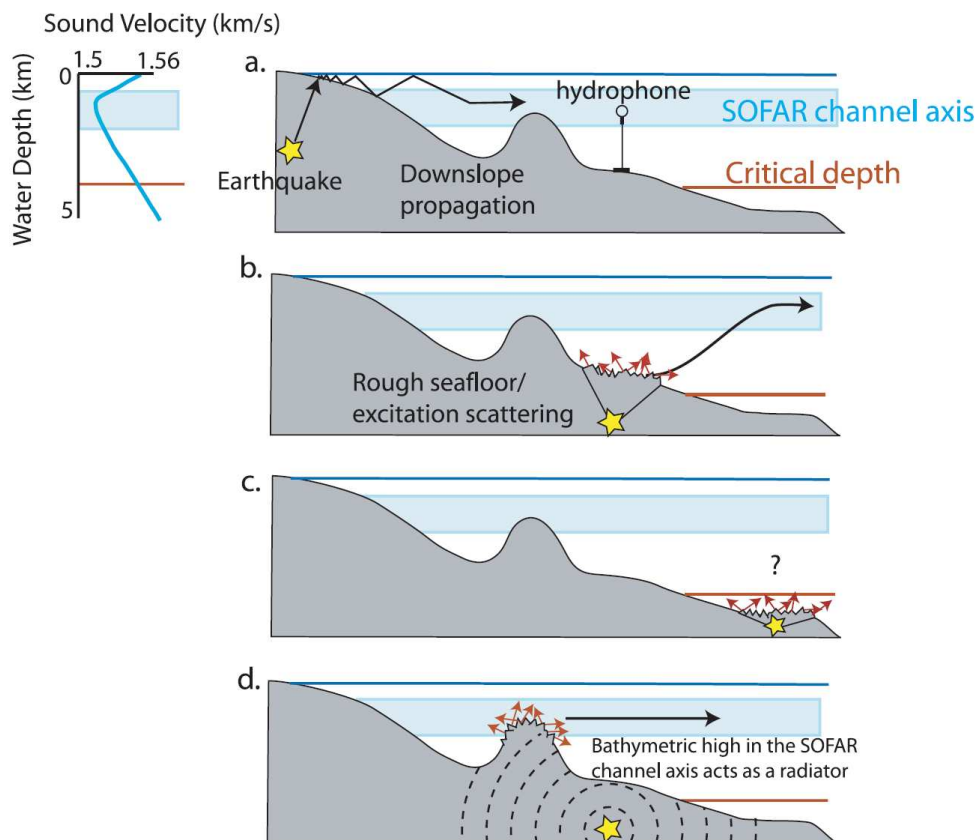 Sound Velocity (km/s)
1.5 1.56
0
5
Water Depth (km)
a.
hydrophone
SOFAR channel axis
Earthquake
Downslope
propagation
Critical depth
b.
Rough seafloor/
excitation scattering
c.
?
d.
Bathymetric high in the SOFAR
channel axis acts as a radiator